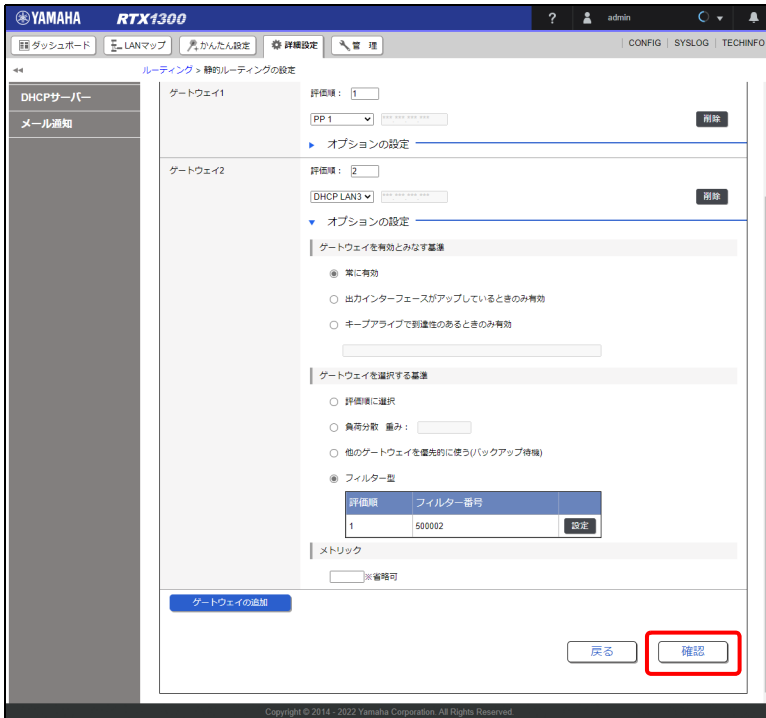 YAMAHA RTX1300 ? admin
ダッシュボード LANマップ かんたん設定 詳細設定 管 理 CONFIG SYSLOG TECHINFO
ルーティング > 静的ルーティングの設定
DHCPサーバー
メール通知
ゲートウェイ1 評価順： 1
PP 1 *** *** *** *** 削除
オプションの設定
ゲートウェイ2 評価順： 2
DHCP LAN3 *** *** *** *** 削除
オプションの設定
ゲートウェイを有効とみなす基準
常に有効
出力インターフェースがアップしているときのみ有効
キープアライブで到達性のあるときのみ有効
ゲートウェイを選択する基準
評価順に選択
負荷分散 重み：
他のゲートウェイを優先的に使う(バックアップ待機)
フィルター型
評価順 フィルター番号
1 500002 設定
メトリック
※省略可
ゲートウェイの追加
戻る 確認
Copyright © 2014 - 2022 Yamaha Corporation. All Rights Reserved.